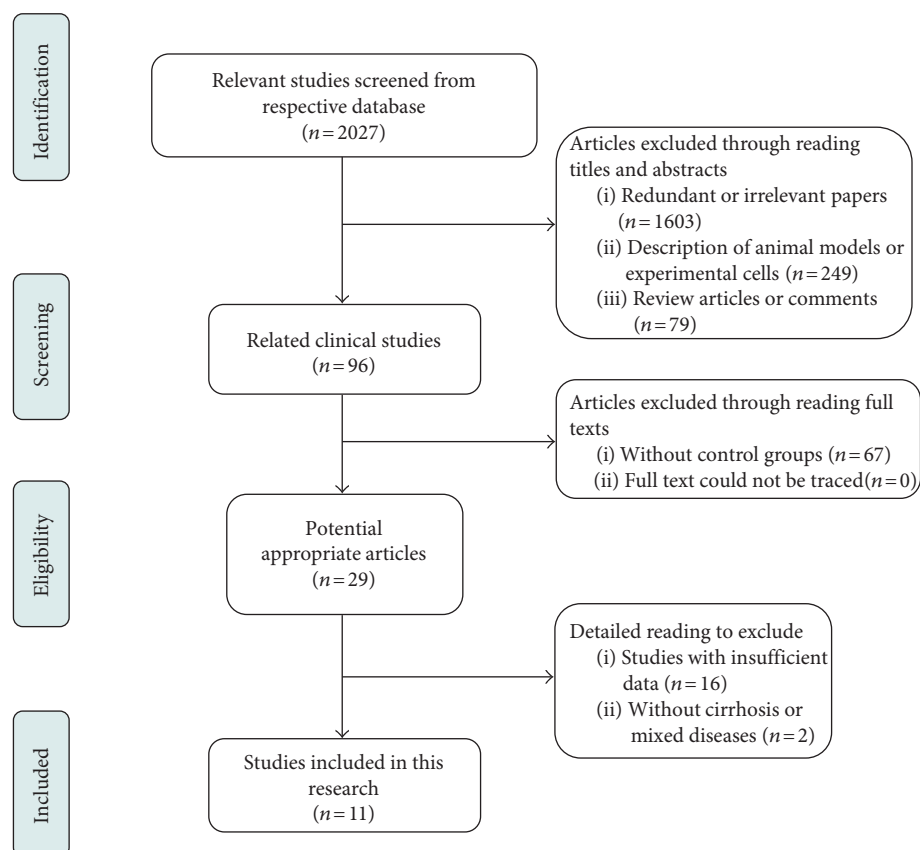 Identification
Relevant studies screened from
respective database
(n = 2027)
Articles excluded through reading
titles and abstracts
(i) Redundant or irrelevant papers
(n = 1603)
(ii) Description of animal models or
experimental cells (n = 249)
(iii) Review articles or comments
(n = 79)
Screening
Related clinical studies
(n = 96)
Articles excluded through reading full
texts
(i) Without control groups (n = 67)
(ii) Full text could not be traced(n = 0)
Eligibility
Potential
appropriate articles
(n = 29)
Detailed reading to exclude
(i) Studies with insufficient
data (n = 16)
(ii) Without cirrhosis or
mixed diseases (n = 2)
Included
Studies included in this
research
(n = 11)